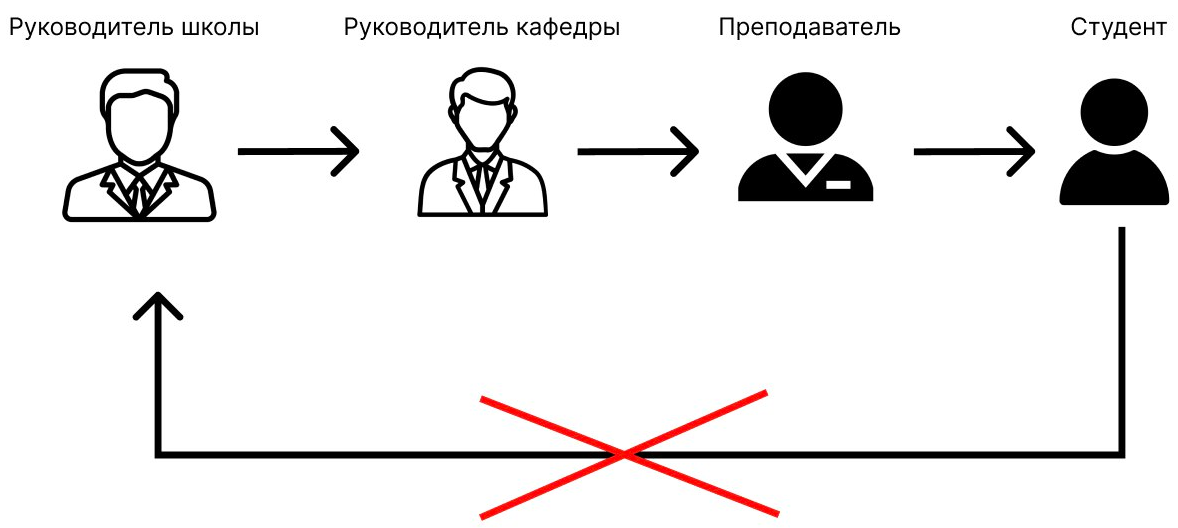 Руководитель школы
Руководитель кафедры
Преподаватель
Студент